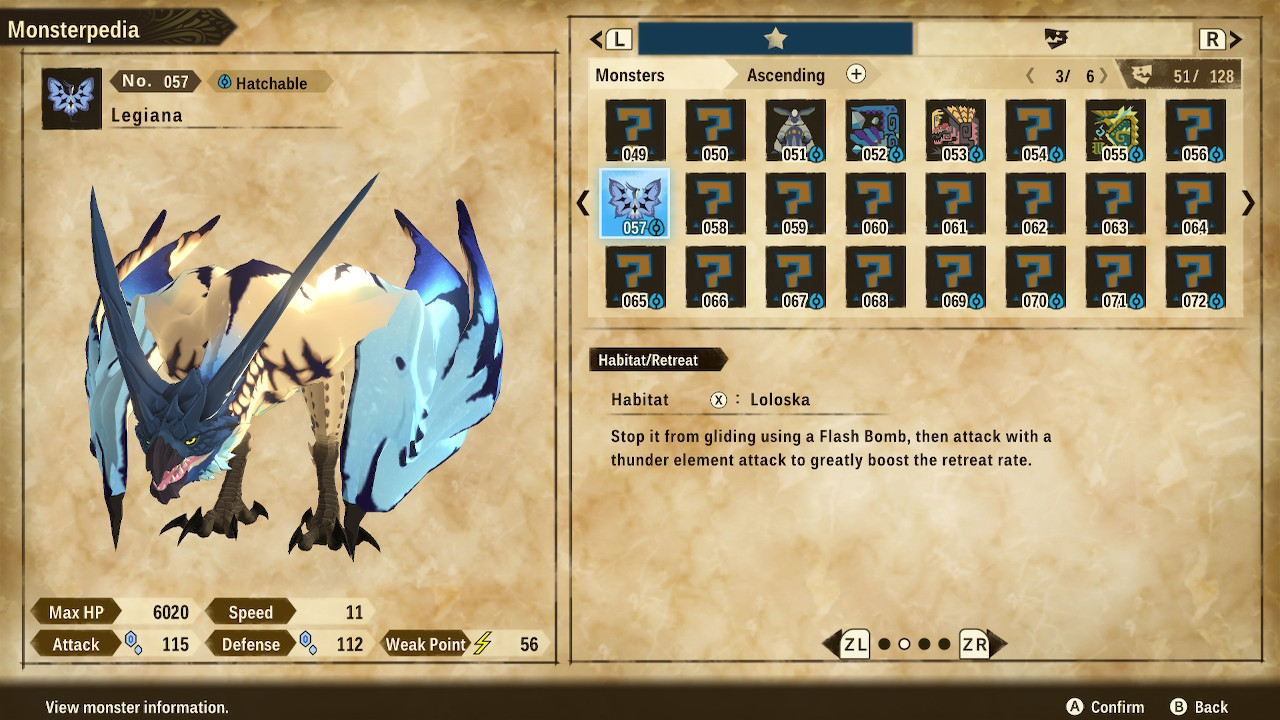 Monsterpedia
No. 057
Hatchable
Legiana
Max HP 6020
Speed 11
Attack 115
Defense 112
Weak Point 56
L
R
Monsters
Ascending
3/ 6
51/ 128
049 050 051 052 053 054 055 056
057 058 059 060 061 062 063 064
065 066 067 068 069 070 071 072
Habitat/Retreat
Habitat X : Loloska
Stop it from gliding using a Flash Bomb, then attack with a
thunder element attack to greatly boost the retreat rate.
ZL ZR
View monster information.
A Confirm B Back